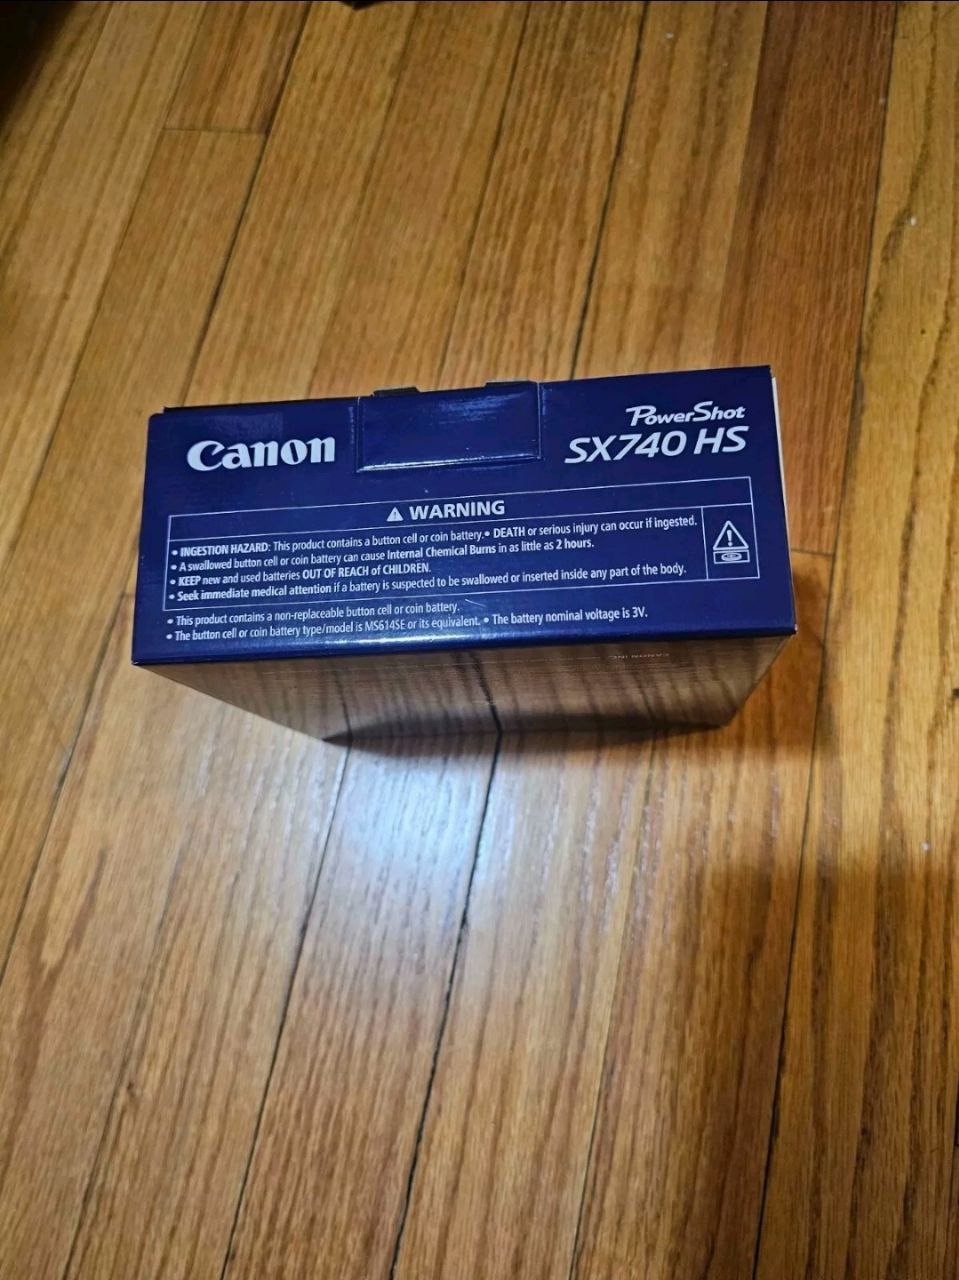 Canon
PowerShot
SX740 HS
WARNING
• INGESTION HAZARD: This product contains a button cell or coin battery. • DEATH or serious injury can occur if ingested.
• A swallowed button cell or coin battery can cause Internal Chemical Burns in as little as 2 hours.
• KEEP new and used batteries OUT OF REACH of CHILDREN.
• Seek immediate medical attention if a battery is suspected to be swallowed or inserted inside any part of the body.
• This product contains a non-replaceable button cell or coin battery.
• The button cell or coin battery type/model is MS614SE or its equivalent. • The battery nominal voltage is 3V.
CANON INC.